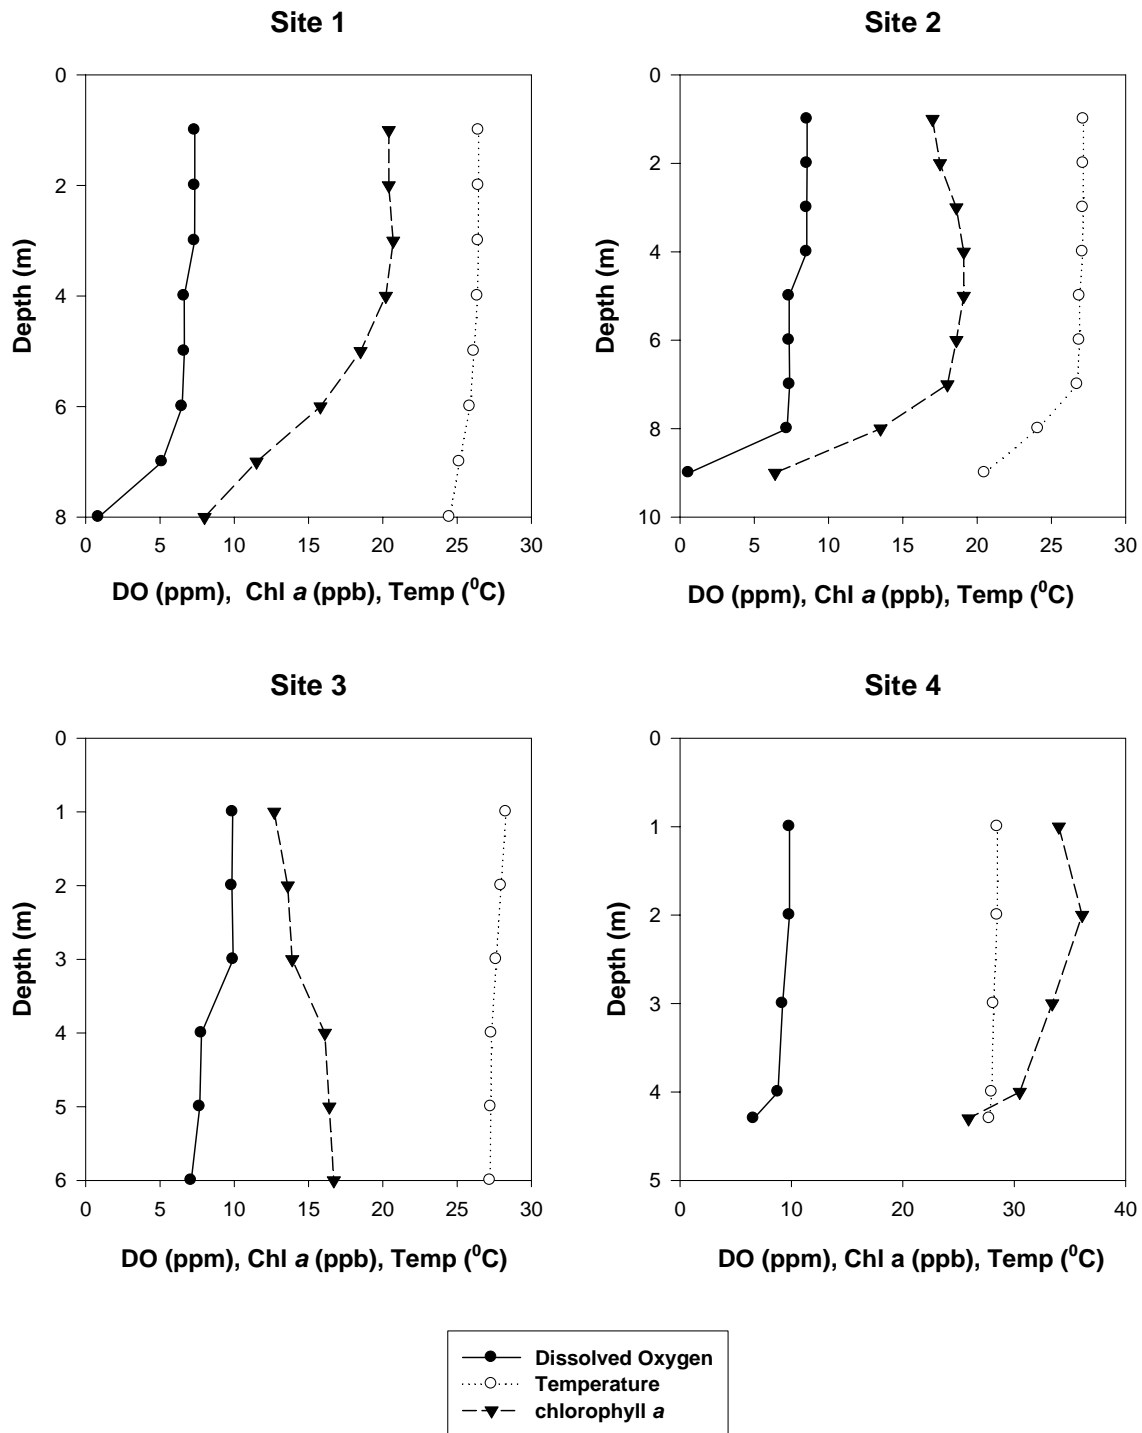 Site 1
0
2
4
6
8
Depth (m)
0 5 10 15 20 25 30
DO (ppm), Chl a (ppb), Temp (⁰C)
Site 2
0
2
4
6
8
10
Depth (m)
0 5 10 15 20 25 30
DO (ppm), Chl a (ppb), Temp (⁰C)
Site 3
0
1
2
3
4
5
6
Depth (m)
0 5 10 15 20 25 30
DO (ppm), Chl a (ppb), Temp (⁰C)
Site 4
0
1
2
3
4
5
Depth (m)
0 10 20 30 40
DO (ppm), Chl a (ppb), Temp (⁰C)
Dissolved Oxygen
Temperature
chlorophyll a